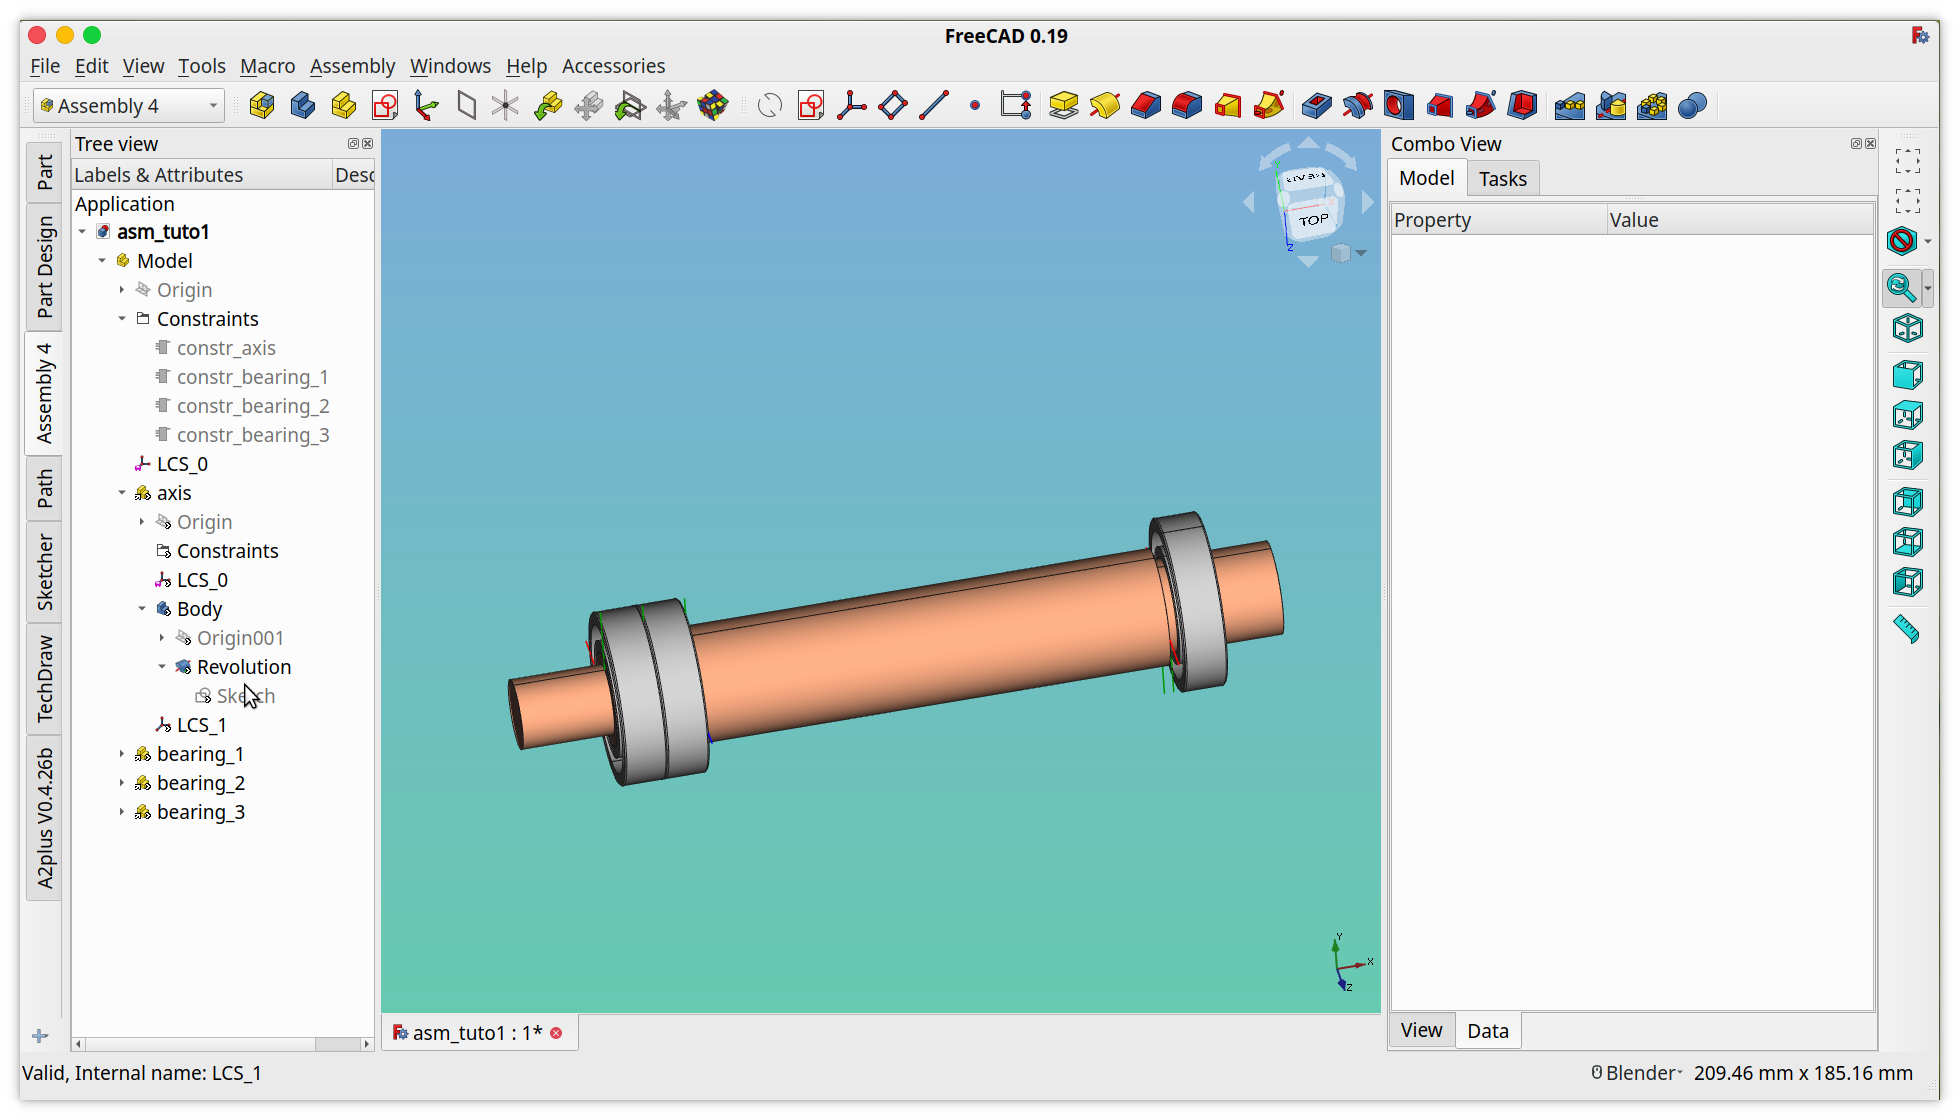 FreeCAD 0.19
File Edit View Tools Macro Assembly Windows Help Accessories
Assembly 4
Part
Part Design
Assembly 4
Path
Sketcher
TechDraw
A2plus V0.4.26b
Tree view
Labels & Attributes Desc
Application
asm_tuto1
Model
Origin
Constraints
constr_axis
constr_bearing_1
constr_bearing_2
constr_bearing_3
LCS_0
axis
Origin
Constraints
LCS_0
Body
Origin001
Revolution
Sketch
LCS_1
bearing_1
bearing_2
bearing_3
TOP
X
Z
Y
X
Z
asm_tuto1 : 1*
Combo View
Model Tasks
Property Value
View Data
Valid, Internal name: LCS_1
Blender 209.46 mm x 185.16 mm